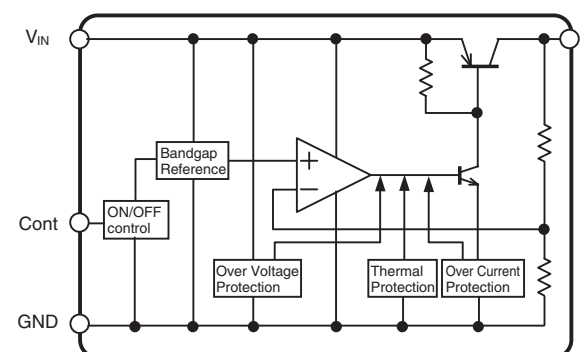 VIN
Bandgap
Reference
+
−
Cont
ON/OFF
control
Over Voltage
Protection
Thermal
Protection
Over Current
Protection
GND